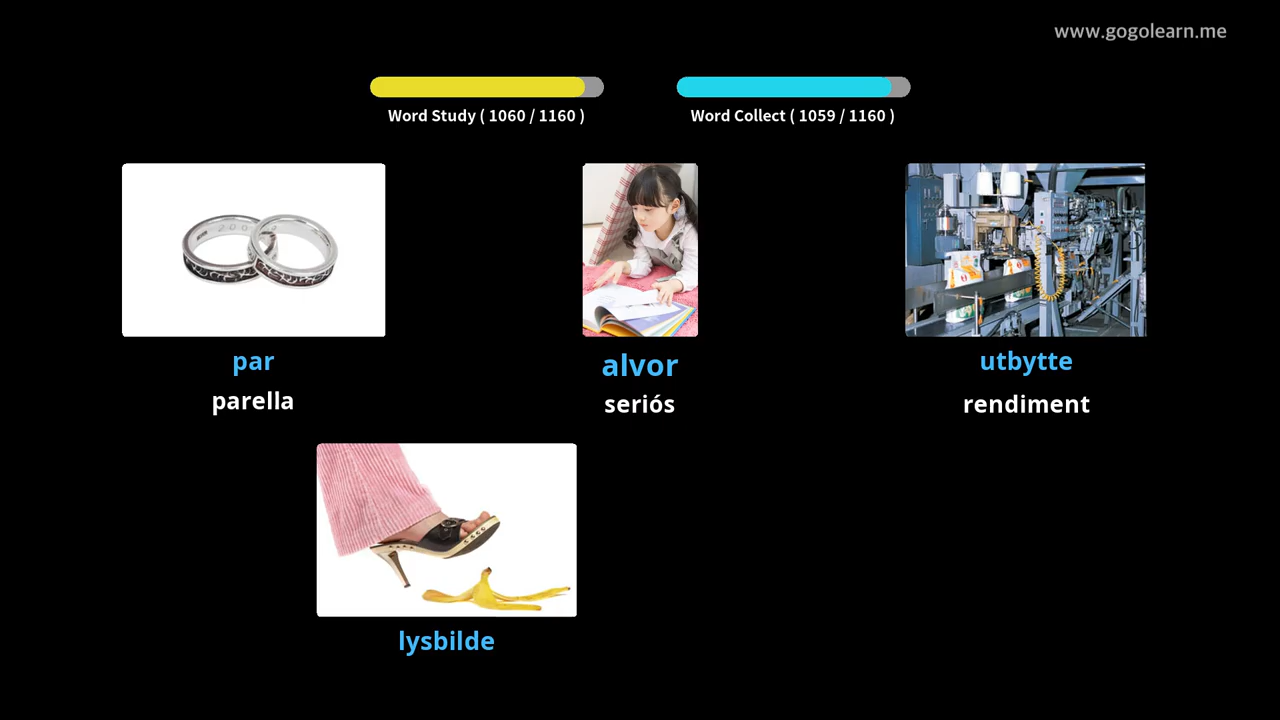 www.gogolearn.me
Word Study ( 1060 / 1160 )
Word Collect ( 1059 / 1160 )
par
parella
alvor
seriós
utbytte
rendiment
lysbilde